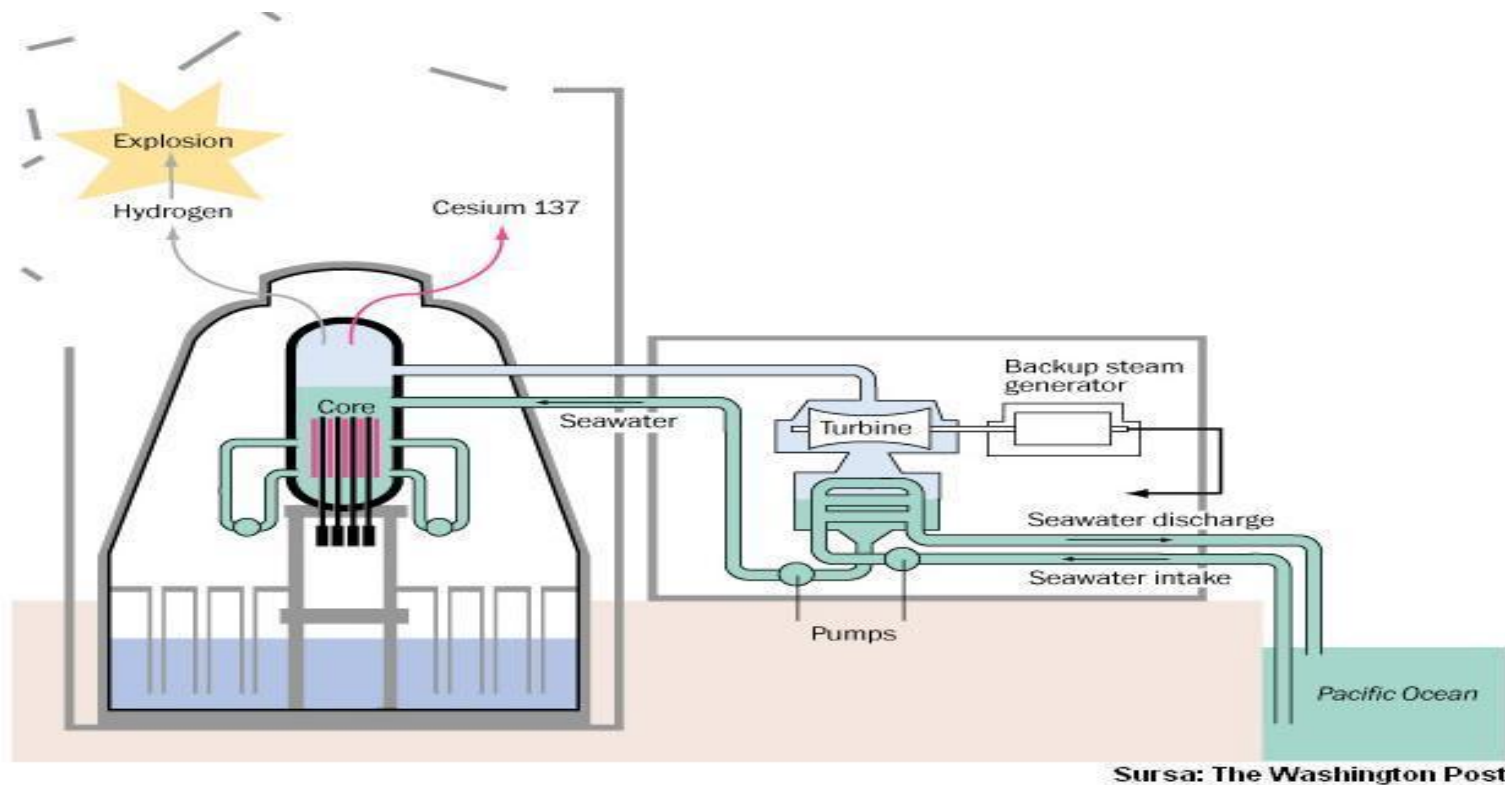 Explosion
Hydrogen
Cesium 137
Core
Seawater
Backup steam
generator
Turbine
Seawater discharge
Seawater intake
Pumps
Pacific Ocean
Sursa: The Washington Post